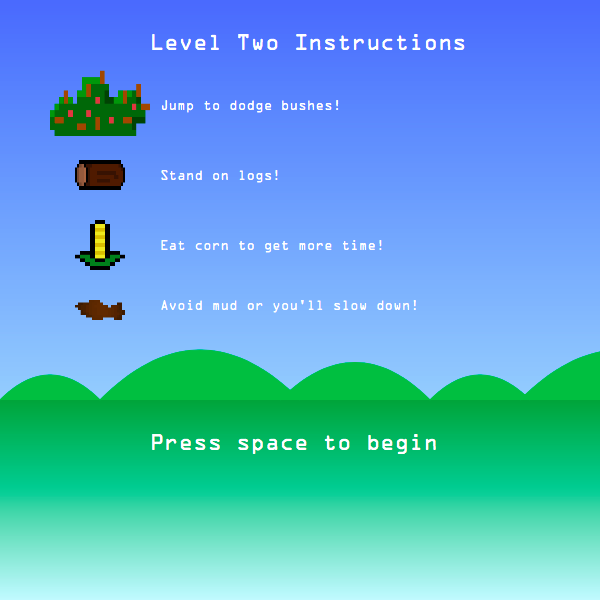 Level Two Instructions
Jump to dodge bushes!
Stand on logs!
Eat corn to get more time!
Avoid mud or you'll slow down!
Press space to begin